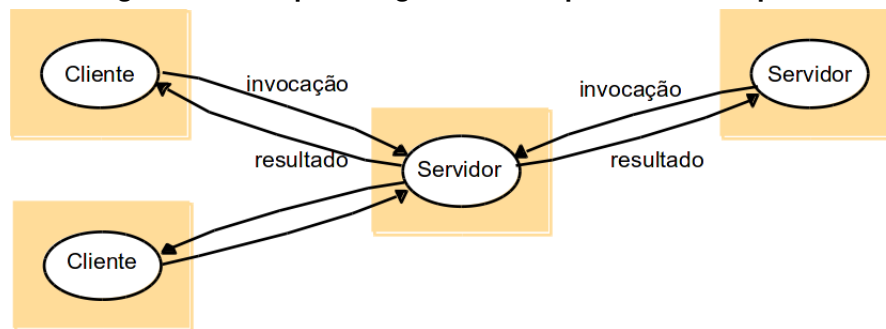 Cliente
invocação
resultado
Servidor
invocação
resultado
Servidor
Cliente